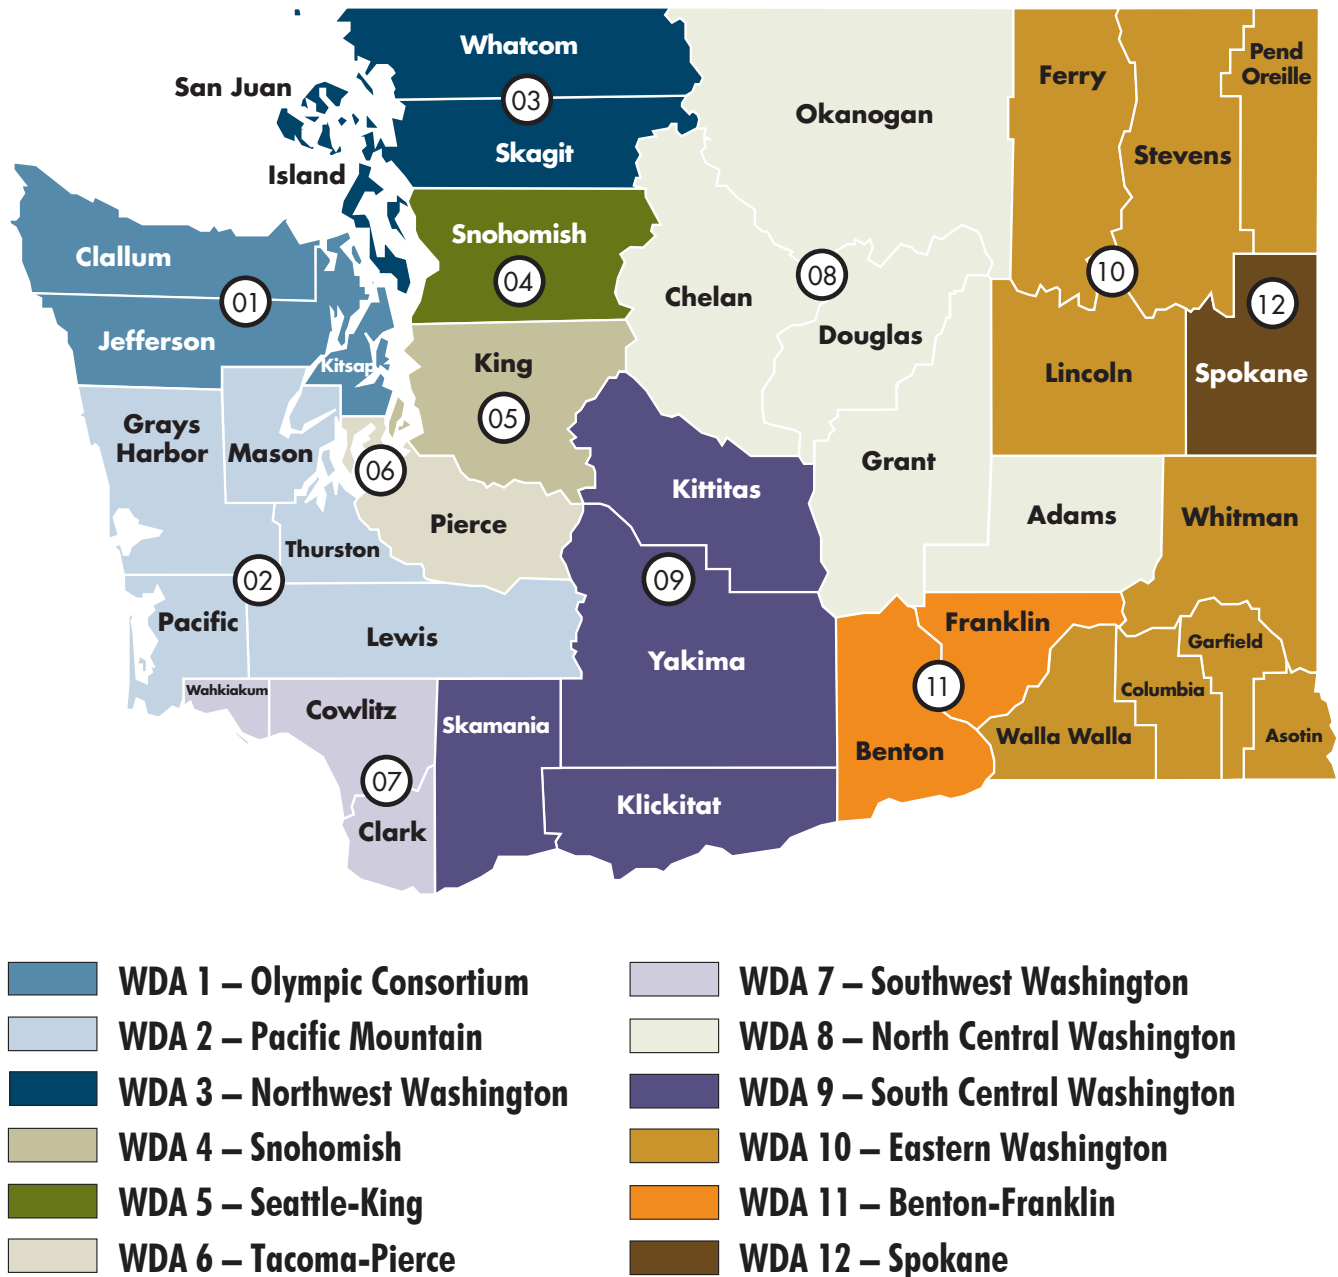 Whatcom
San Juan
03
Skagit
Island
Okanogan
Ferry
Pend
Oreille
Stevens
Clallum
01
Jefferson
Kitsap
Snohomish
04
King
05
Chelan
08
Douglas
10
12
Lincoln
Spokane
Grays
Harbor
Mason
06
Pierce
Thurston
02
Pacific
Lewis
Kittitas
09
Yakima
Grant
Adams
Whitman
Franklin
11
Benton
Garfield
Columbia
Walla Walla
Asotin
Wahkiakum
Cowlitz
07
Clark
Skamania
Klickitat
WDA 1 – Olympic Consortium
WDA 2 – Pacific Mountain
WDA 3 – Northwest Washington
WDA 4 – Snohomish
WDA 5 – Seattle-King
WDA 6 – Tacoma-Pierce
WDA 7 – Southwest Washington
WDA 8 – North Central Washington
WDA 9 – South Central Washington
WDA 10 – Eastern Washington
WDA 11 – Benton-Franklin
WDA 12 – Spokane